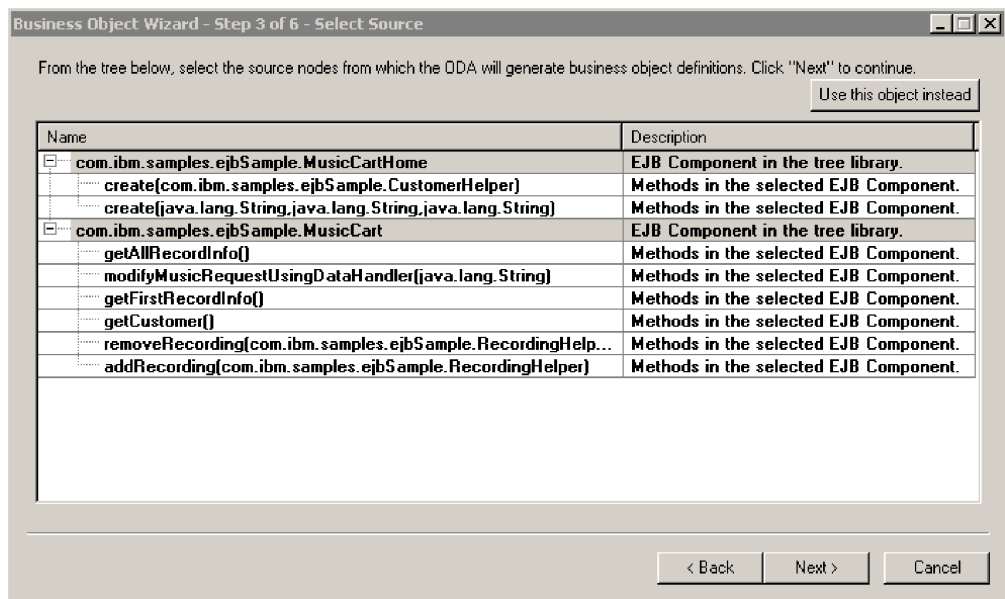 Business Object Wizard - Step 3 of 6 - Select Source
From the tree below, select the source nodes from which the ODA will generate business object definitions. Click "Next" to continue.
Use this object instead
Name Description
com.ibm.samples.ejbSample.MusicCartHome EJB Component in the tree library.
create(com.ibm.samples.ejbSample.CustomerHelper) Methods in the selected EJB Component.
create(java.lang.String,java.lang.String,java.lang.String) Methods in the selected EJB Component.
com.ibm.samples.ejbSample.MusicCart EJB Component in the tree library.
getAllRecordInfo() Methods in the selected EJB Component.
modifyMusicRequestUsingDataHandler(java.lang.String) Methods in the selected EJB Component.
getFirstRecordInfo() Methods in the selected EJB Component.
getCustomer() Methods in the selected EJB Component.
removeRecording(com.ibm.samples.ejbSample.RecordingHelp... Methods in the selected EJB Component.
addRecording(com.ibm.samples.ejbSample.RecordingHelper) Methods in the selected EJB Component.
< Back Next > Cancel